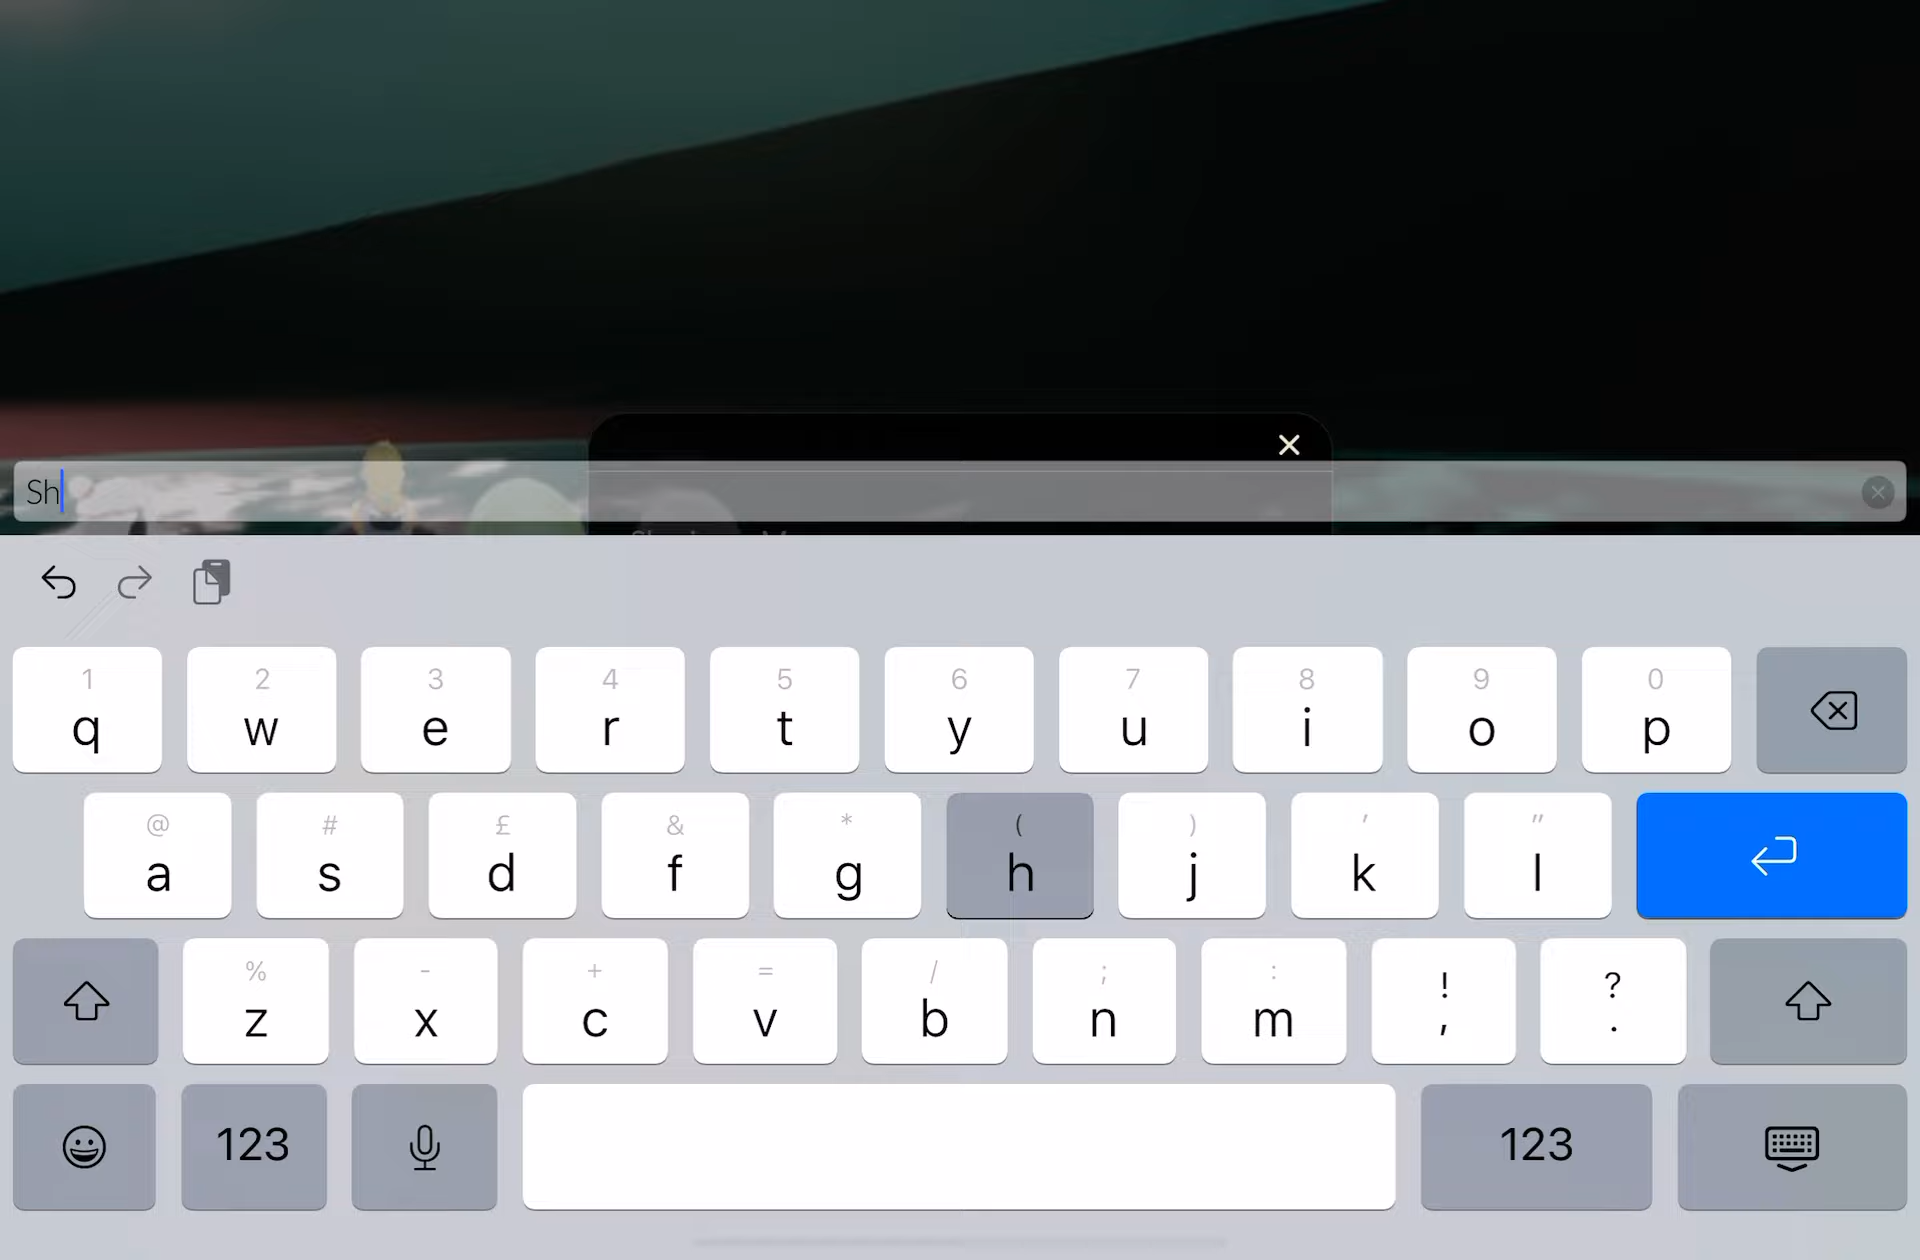 Sh
1 2 3 4 5 6 7 8 9 0
q w e r t y u i o p
@ # £ & * ( ) ' "
a s d f g h j k l
% - + = / ; : ! ?
z x c v b n m , .
123 123